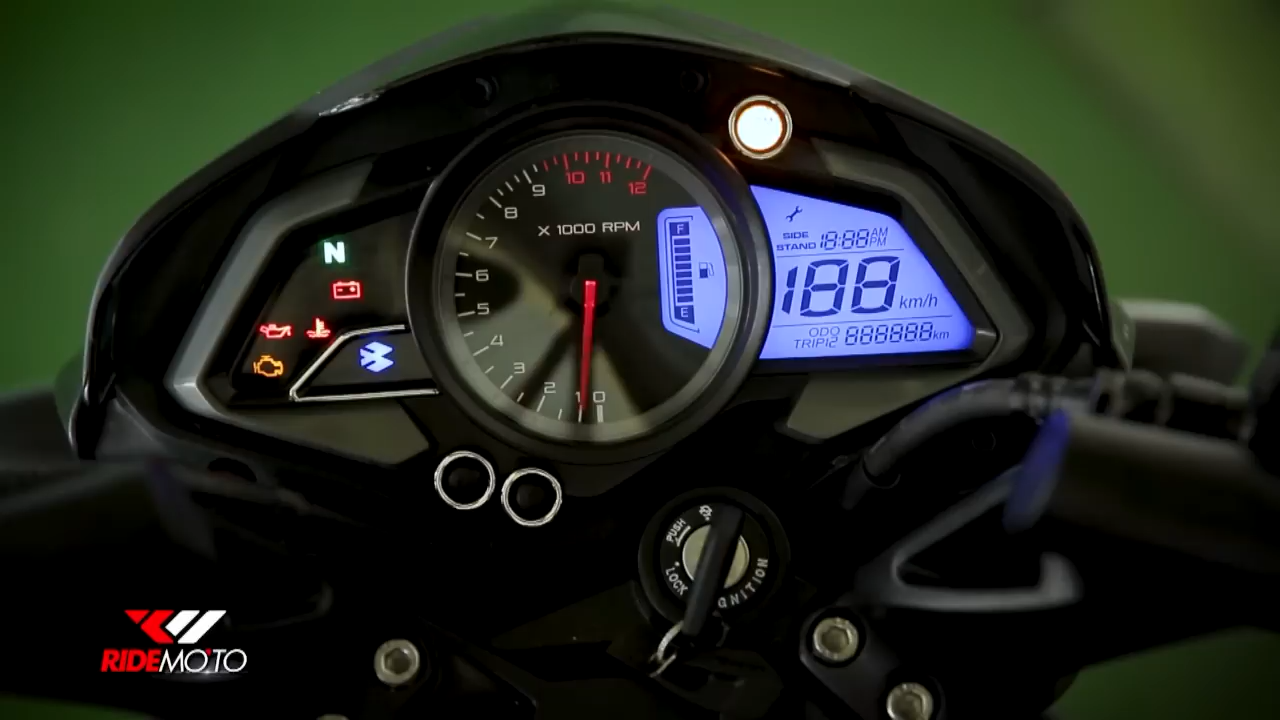 12
11
10
9
8
7
6
5
4
3
2
1
0
X 1000 RPM
N
F
E
SIDE
STAND
18:88
AM
PM
188 km/h
ODO
TRIP12
888888 km
PUSH
LOCK
IGNITION
RIDEMOTO